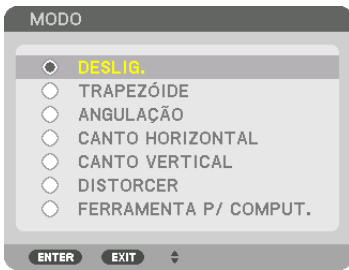 MODO
DESLIG.
TRAPEZÓIDE
ANGULAÇÃO
CANTO HORIZONTAL
CANTO VERTICAL
DISTORCER
FERRAMENTA P/ COMPUT.
ENTER EXIT